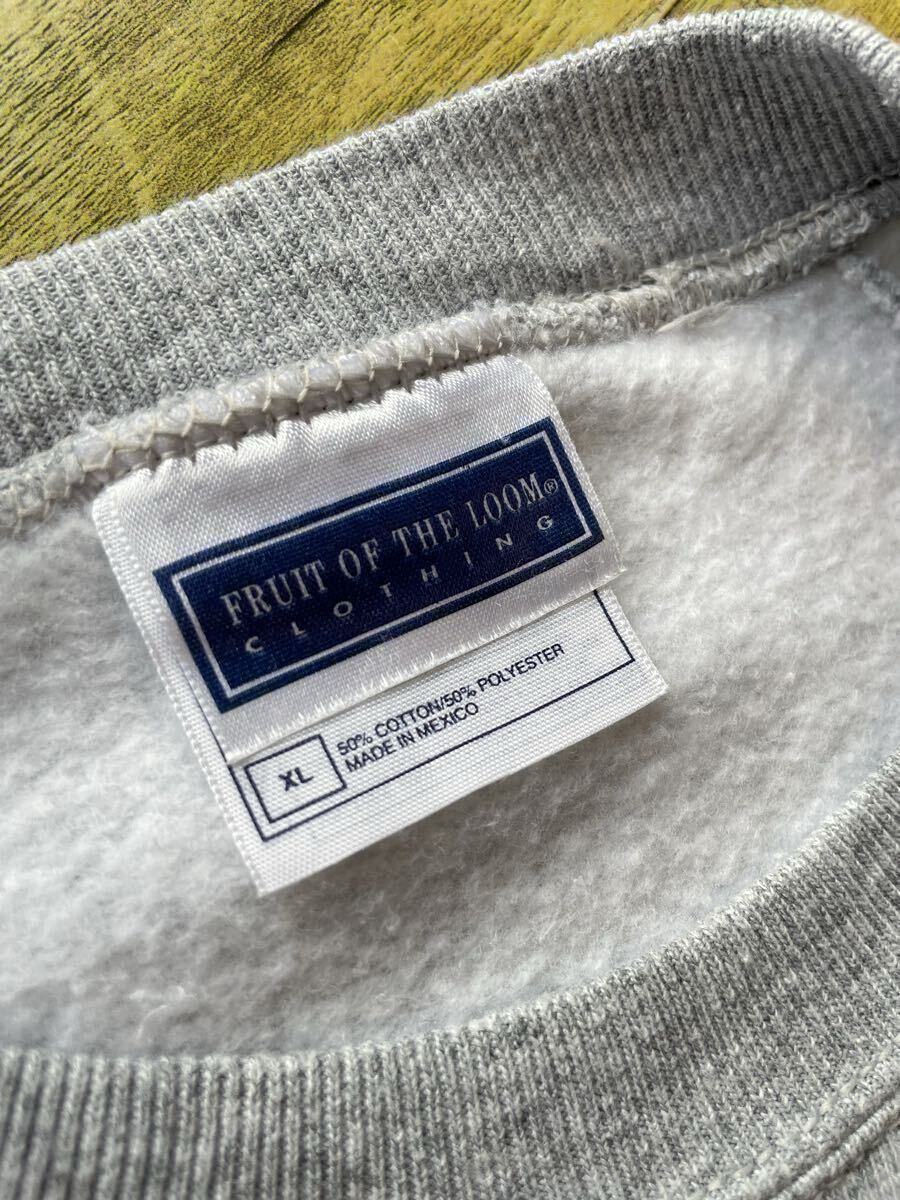 FRUIT OF THE LOOM®
CLOTHING
XL
50% COTTON/50% POLYESTER
MADE IN MEXICO